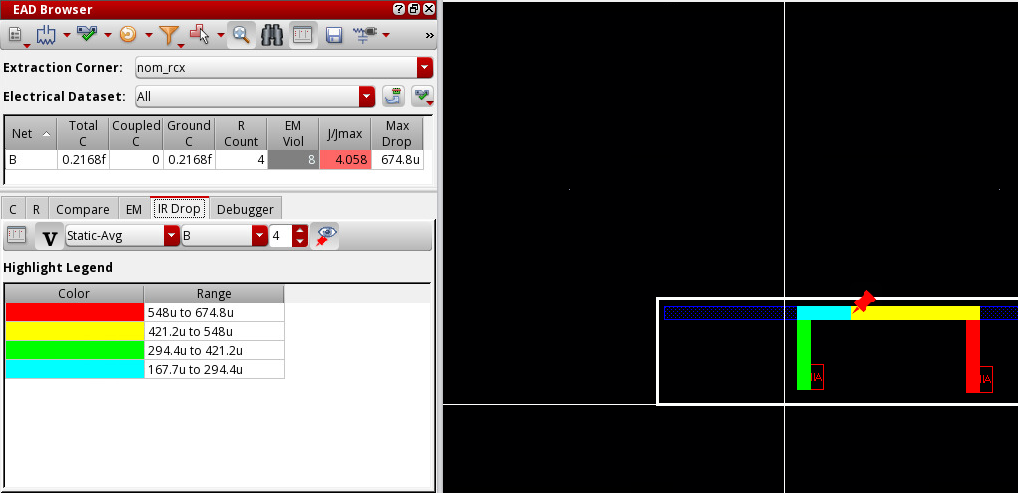 EAD Browser
»
Extraction Corner: nom_rcx
Electrical Dataset: All
Net Total C Coupled C Ground C R Count EM Viol J/Jmax Max Drop
B 0.2168f 0 0.2168f 4 8 4.058 674.8u
C R Compare EM IR Drop Debugger
V Static-Avg B 4
Highlight Legend
Color Range
548u to 674.8u
421.2u to 548u
294.4u to 421.2u
167.7u to 294.4u